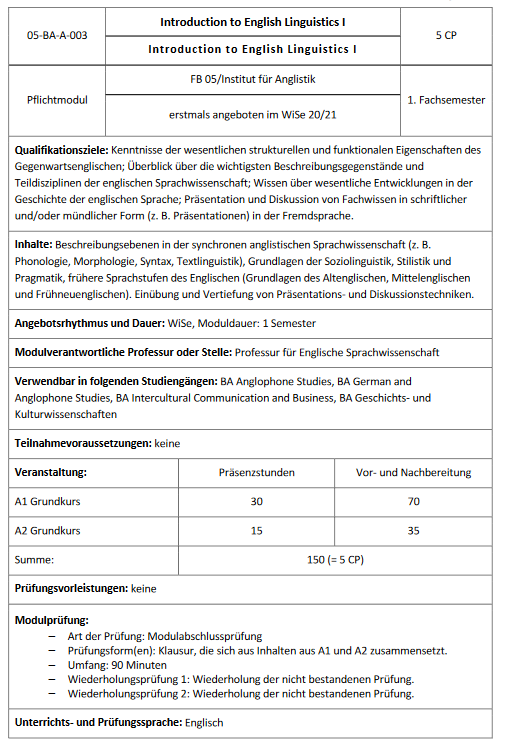 05-BA-A-003
Introduction to English Linguistics I
Introduction to English Linguistics I
5 CP
Pflichtmodul
FB 05/Institut für Anglistik
erstmals angeboten im WiSe 20/21
1. Fachsemester
Qualifikationsziele: Kenntnisse der wesentlichen strukturellen und funktionalen Eigenschaften des
Gegenwartsenglischen; Überblick über die wichtigsten Beschreibungsgegenstände und
Teildisziplinen der englischen Sprachwissenschaft; Wissen über wesentliche Entwicklungen in der
Geschichte der englischen Sprache; Präsentation und Diskussion von Fachwissen in schriftlicher
und/oder mündlicher Form (z. B. Präsentationen) in der Fremdsprache.
Inhalte: Beschreibungsebenen in der synchronen anglistischen Sprachwissenschaft (z. B.
Phonologie, Morphologie, Syntax, Textlinguistik), Grundlagen der Soziolinguistik, Stilistik und
Pragmatik, frühere Sprachstufen des Englischen (Grundlagen des Altenglischen, Mittelenglischen
und Frühneuenglischen). Einübung und Vertiefung von Präsentations- und Diskussionstechniken.
Angebotsrhythmus und Dauer: WiSe, Moduldauer: 1 Semester
Modulverantwortliche Professur oder Stelle: Professur für Englische Sprachwissenschaft
Verwendbar in folgenden Studiengängen: BA Anglophone Studies, BA German and
Anglophone Studies, BA Intercultural Communication and Business, BA Geschichts- und
Kulturwissenschaften
Teilnahmevoraussetzungen: keine
Veranstaltung: Präsenzstunden Vor- und Nachbereitung
A1 Grundkurs 30 70
A2 Grundkurs 15 35
Summe: 150 (= 5 CP)
Prüfungsvorleistungen: keine
Modulprüfung:
– Art der Prüfung: Modulabschlussprüfung
– Prüfungsform(en): Klausur, die sich aus Inhalten aus A1 und A2 zusammensetzt.
– Umfang: 90 Minuten
– Wiederholungsprüfung 1: Wiederholung der nicht bestandenen Prüfung.
– Wiederholungsprüfung 2: Wiederholung der nicht bestandenen Prüfung.
Unterrichts- und Prüfungssprache: Englisch